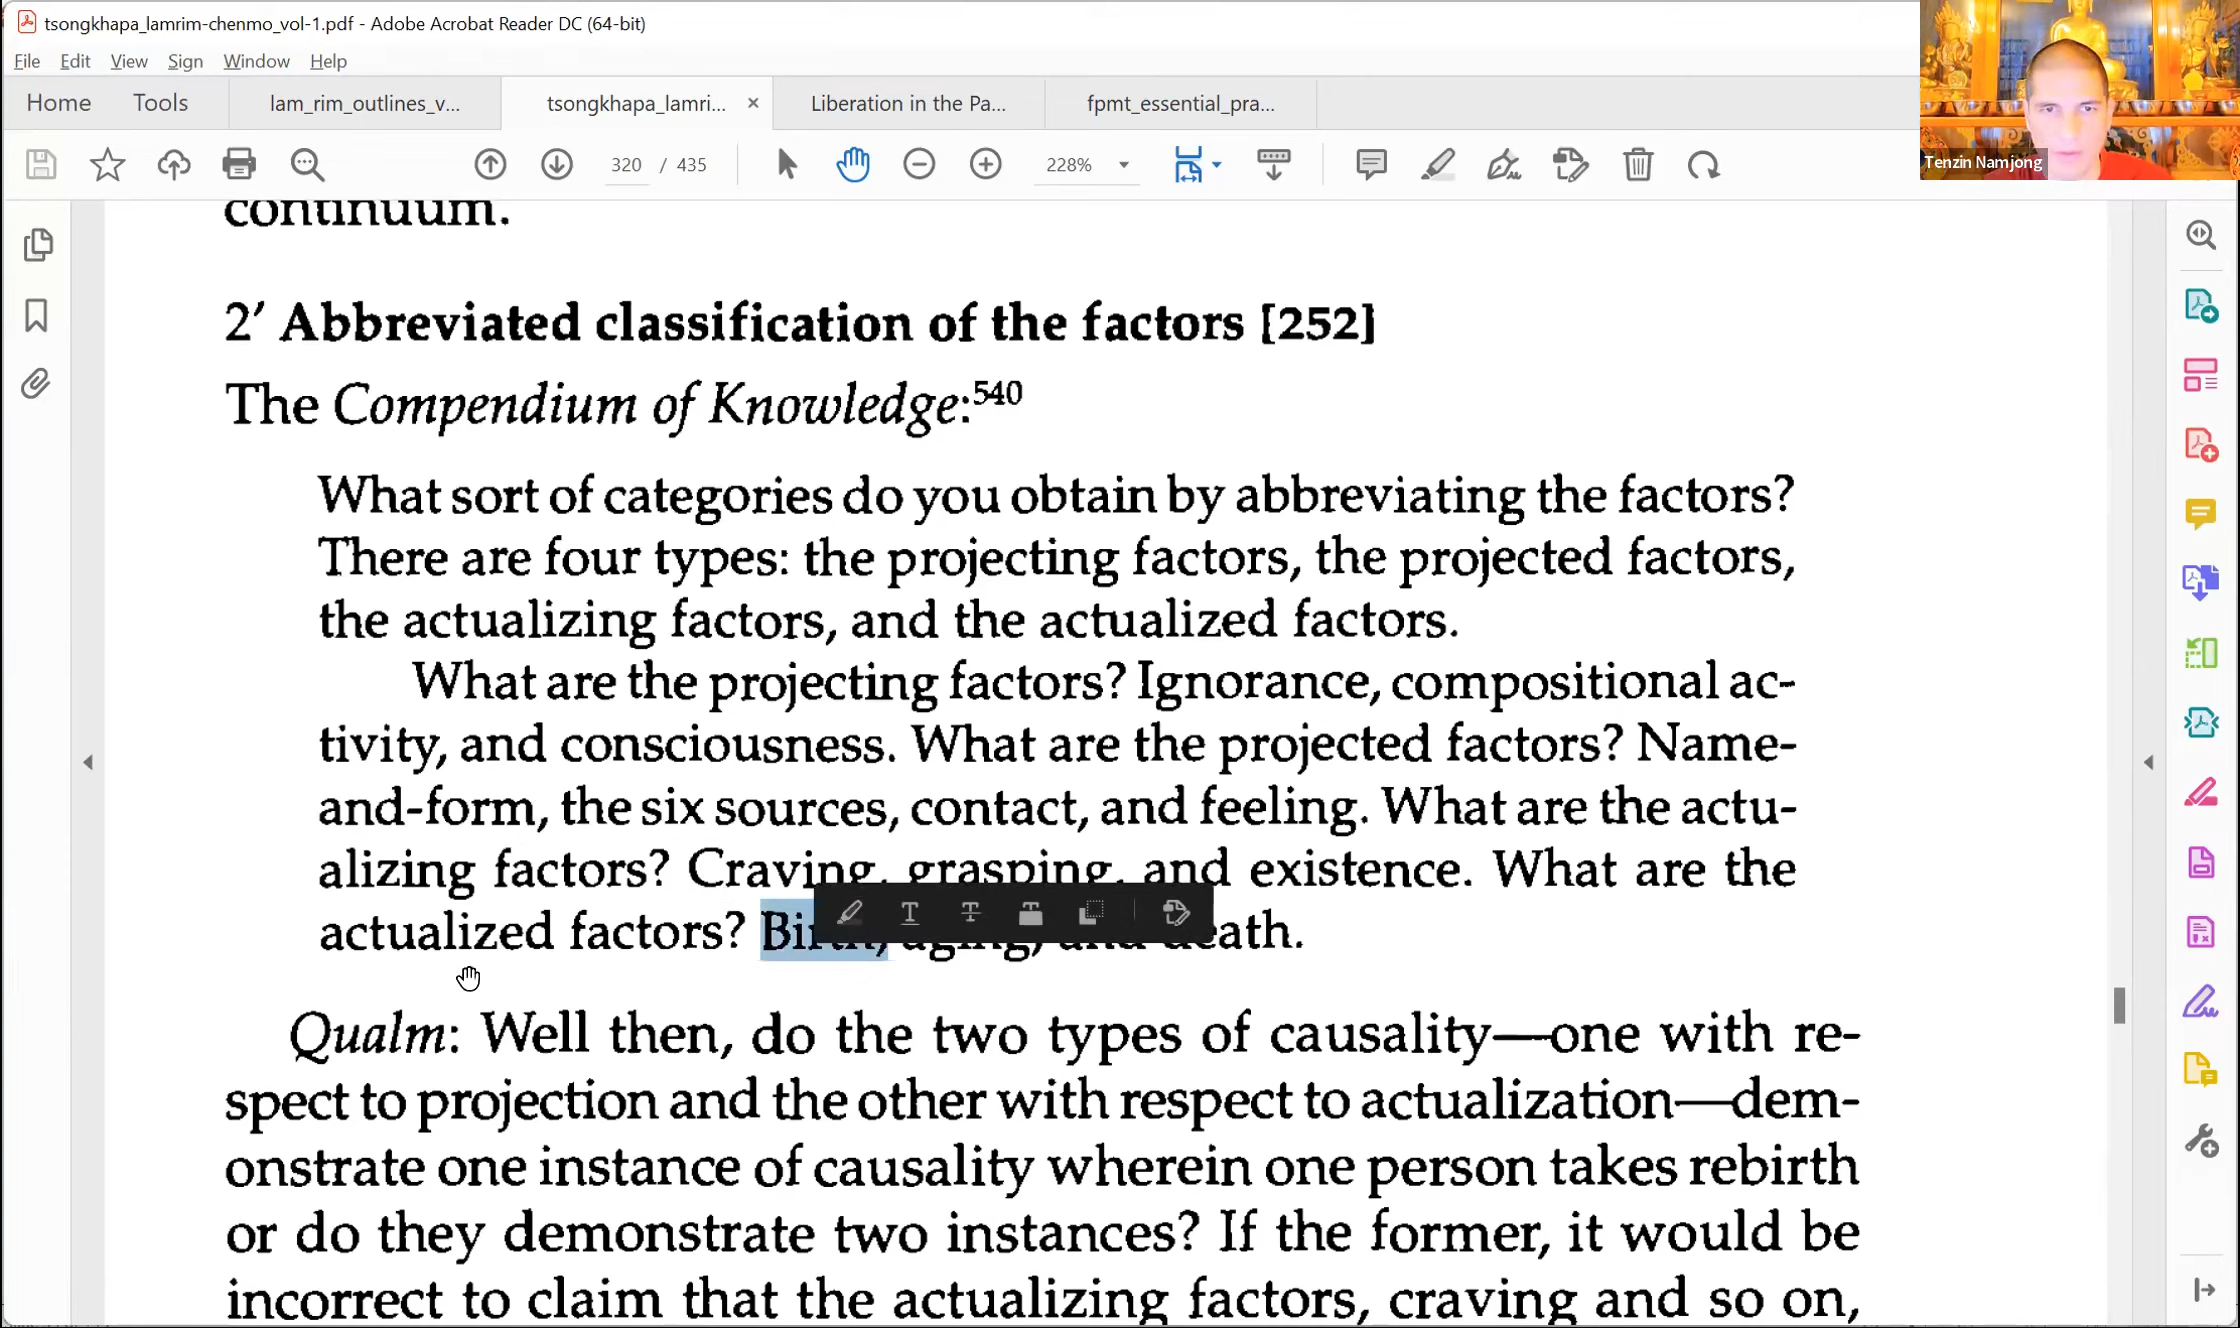 tsongkhapa_lamrim-chenmo_vol-1.pdf - Adobe Acrobat Reader DC (64-bit)
File Edit View Sign Window Help
Home Tools lam_rim_outlines_v... tsongkhapa_lamri... × Liberation in the Pa... fpmt_essential_pra...
320 / 435 228%
Tenzin Namjong
continuum.
2′ Abbreviated classification of the factors [252]
The Compendium of Knowledge:540
What sort of categories do you obtain by abbreviating the factors?
There are four types: the projecting factors, the projected factors,
the actualizing factors, and the actualized factors.
What are the projecting factors? Ignorance, compositional ac-
tivity, and consciousness. What are the projected factors? Name-
and-form, the six sources, contact, and feeling. What are the actu-
alizing factors? Craving, grasping, and existence. What are the
actualized factors? Birth, aging, and death.
Qualm: Well then, do the two types of causality—one with re-
spect to projection and the other with respect to actualization—dem-
onstrate one instance of causality wherein one person takes rebirth
or do they demonstrate two instances? If the former, it would be
incorrect to claim that the actualizing factors, craving and so on,